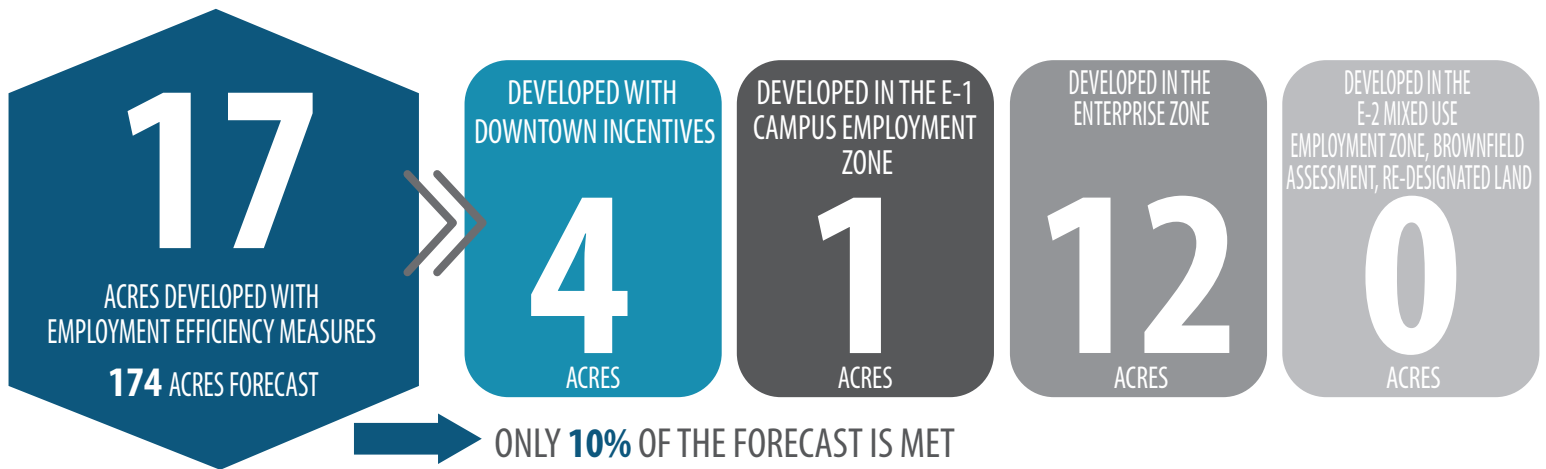 17
ACRES DEVELOPED WITH
EMPLOYMENT EFFICIENCY MEASURES
174 ACRES FORECAST
DEVELOPED WITH
DOWNTOWN INCENTIVES
4
ACRES
DEVELOPED IN THE E-1
CAMPUS EMPLOYMENT
ZONE
1
ACRES
DEVELOPED IN THE
ENTERPRISE ZONE
12
ACRES
DEVELOPED IN THE
E-2 MIXED USE
EMPLOYMENT ZONE, BROWNFIELD
ASSESSMENT, RE-DESIGNATED LAND
0
ACRES
ONLY 10% OF THE FORECAST IS MET